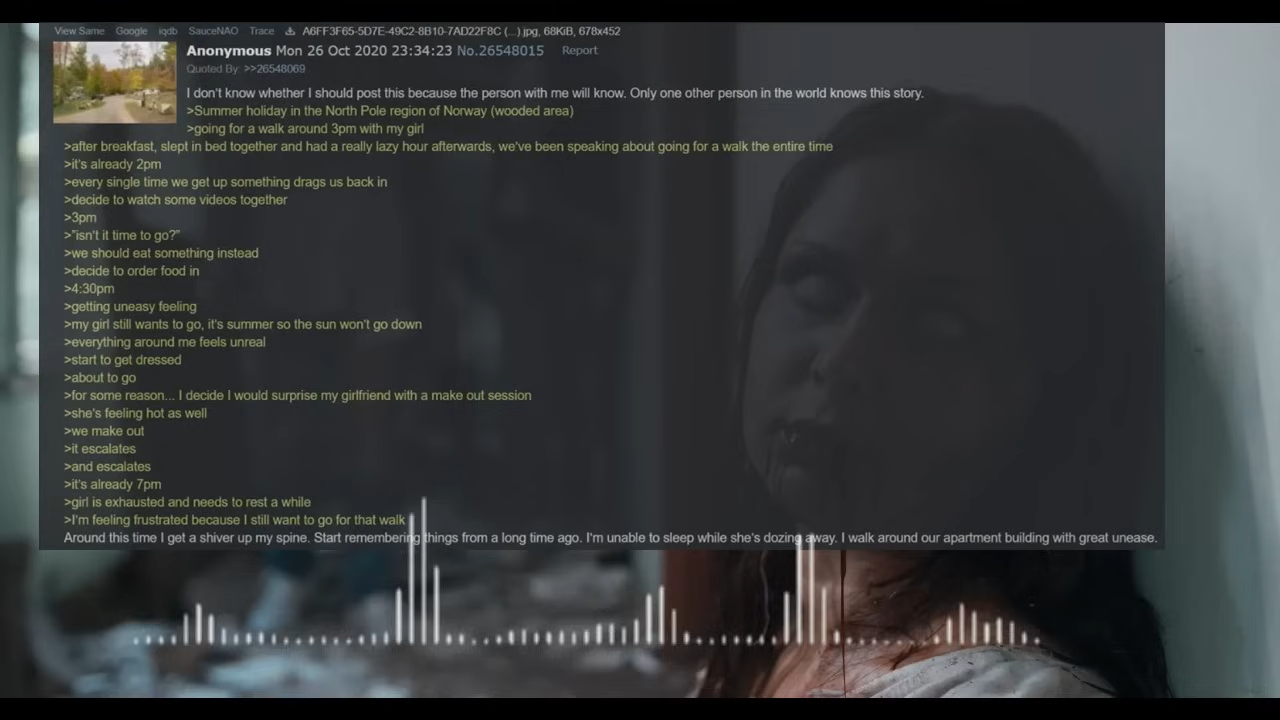 View Same Google iqdb SauceNAO Trace A6FF3F65-5D7E-49C2-8B10-7AD22F8C (...).jpg, 68KiB, 678x452
Anonymous Mon 26 Oct 2020 23:34:23 No.26548015 Report
Quoted By: >>26548069
I don't know whether I should post this because the person with me will know. Only one other person in the world knows this story.
>Summer holiday in the North Pole region of Norway (wooded area)
>going for a walk around 3pm with my girl
>after breakfast, slept in bed together and had a really lazy hour afterwards, we've been speaking about going for a walk the entire time
>it's already 2pm
>every single time we get up something drags us back in
>decide to watch some videos together
>3pm
>"isn't it time to go?"
>we should eat something instead
>decide to order food in
>4:30pm
>getting uneasy feeling
>my girl still wants to go, it's summer so the sun won't go down
>everything around me feels unreal
>start to get dressed
>about to go
>for some reason... I decide I would surprise my girlfriend with a make out session
>she's feeling hot as well
>we make out
>it escalates
>and escalates
>it's already 7pm
>girl is exhausted and needs to rest a while
>I'm feeling frustrated because I still want to go for that walk
Around this time I get a shiver up my spine. Start remembering things from a long time ago. I'm unable to sleep while she's dozing away. I walk around our apartment building with great unease.